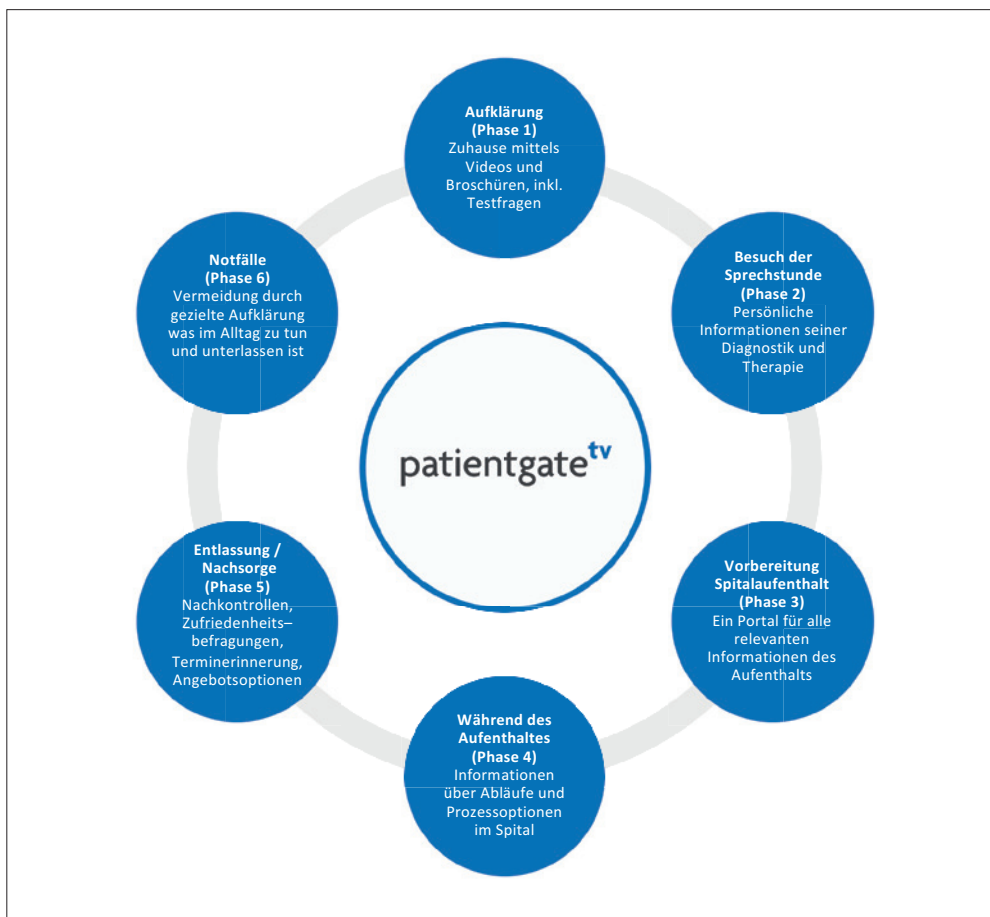 Aufklärung
(Phase 1)
Zuhause mittels
Videos und
Broschüren, inkl.
Testfragen
Besuch der
Sprechstunde
(Phase 2)
Persönliche
Informationen seiner
Diagnostik und
Therapie
Vorbereitung
Spitalaufenthalt
(Phase 3)
Ein Portal für alle
relevanten
Informationen des
Aufenthalts
Während des
Aufenthaltes
(Phase 4)
Informationen
über Abläufe und
Prozessoptionen
im Spital
Entlassung /
Nachsorge
(Phase 5)
Nachkontrollen,
Zufriedenheits–
befragungen,
Terminerinnerung,
Angebotsoptionen
Notfälle
(Phase 6)
Vermeidung durch
gezielte Aufklärung
was im Alltag zu tun
und unterlassen ist
patientgate tv